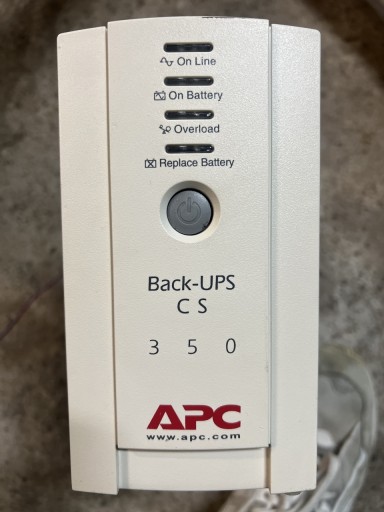 On Line
On Battery
Overload
Replace Battery
Back-UPS
CS
350
APC
www.apc.com